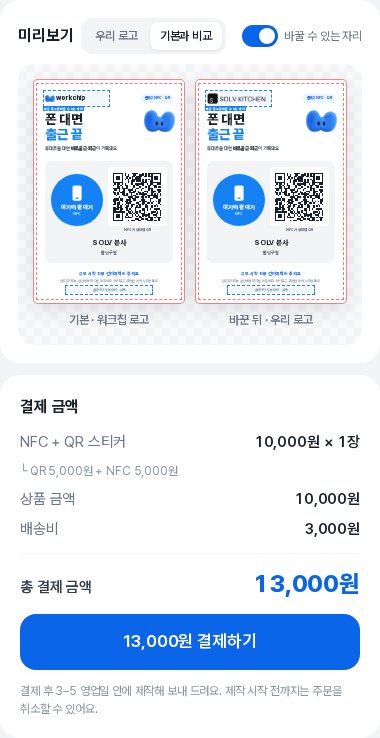 미리보기
우리 로고
기본과 비교
바꿀 수 있는 자리
workchip
폰 대면
출근 끝
여기에 폰 대기
NFC
SOLV 본사
SOLV KITCHEN
폰 대면
출근 끝
여기에 폰 대기
NFC
SOLV 본사
기본 · 워크칩 로고
바꾼 뒤 · 우리 로고
결제 금액
NFC + QR 스티커 10,000원 × 1장
└ QR 5,000원 + NFC 5,000원
상품 금액 10,000원
배송비 3,000원
총 결제 금액 13,000원
13,000원 결제하기
결제 후 3–5 영업일 안에 제작해 보내 드려요. 제작 시작 전까지는 주문을
취소할 수 있어요.